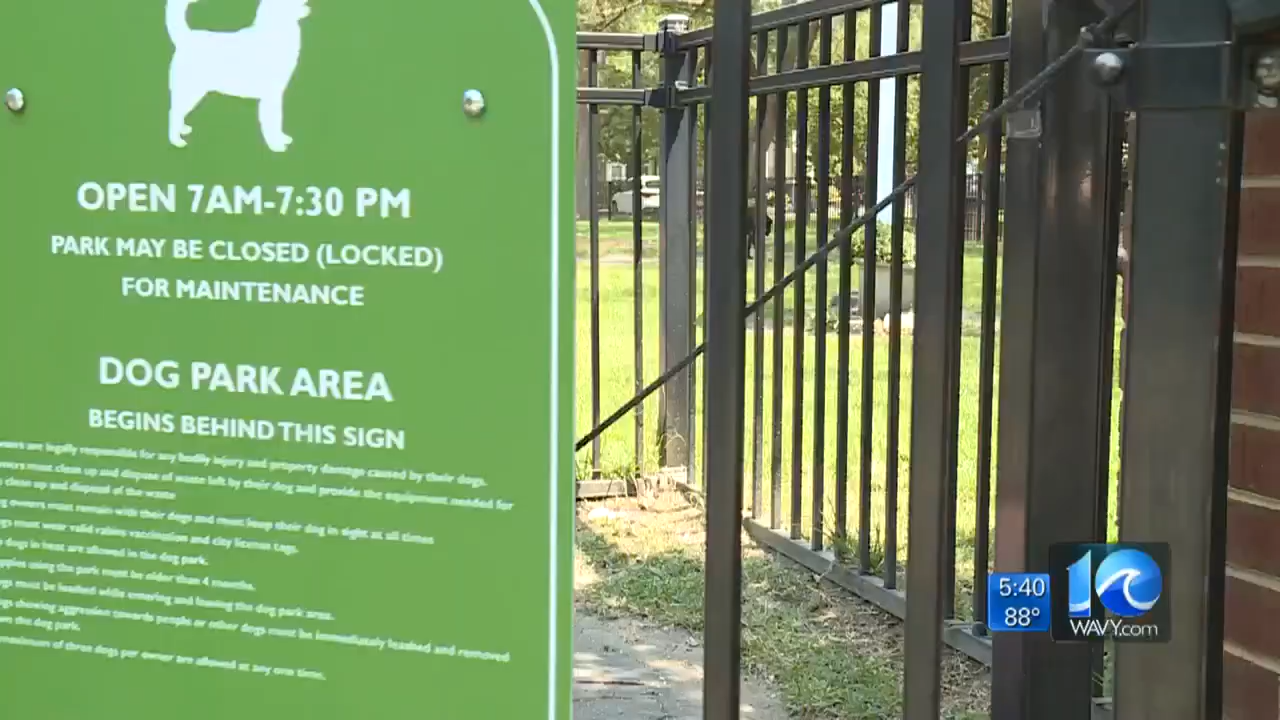 OPEN 7AM-7:30 PM
PARK MAY BE CLOSED (LOCKED)
FOR MAINTENANCE
DOG PARK AREA
BEGINS BEHIND THIS SIGN
are legally responsible for any bodily injury and property damage caused by their dogs.
must clean up and dispose of waste left by their dog and provide the equipment needed for
clean up and disposal of the waste
owners must remain with their dogs and must keep their dog in sight at all times
must wear valid rabies vaccination and city license tags.
dogs in heat are allowed in the dog park.
using the park must be older than 4 months.
must be leashed while entering and leaving the dog park area.
showing aggression towards people or other dogs must be immediately leashed and removed
the dog park.
maximum of three dogs per owner are allowed at any one time.
5:40
88°
10
WAVY.com